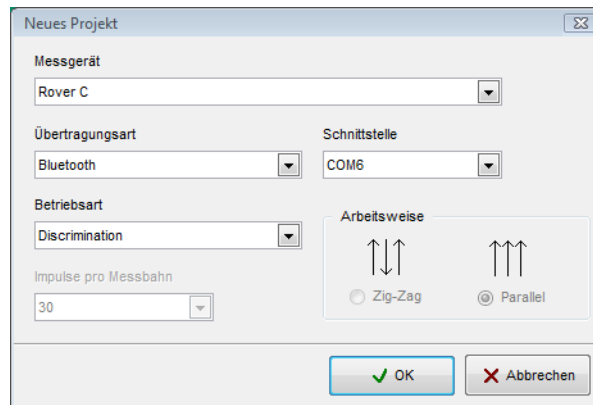 Neues Projekt
Messgerät
Rover C
Übertragungsart
Schnittstelle
Bluetooth
COM6
Betriebsart
Discrimination
Arbeitsweise
Impulse pro Messbahn
30
Zig-Zag
Parallel
OK
Abbrechen